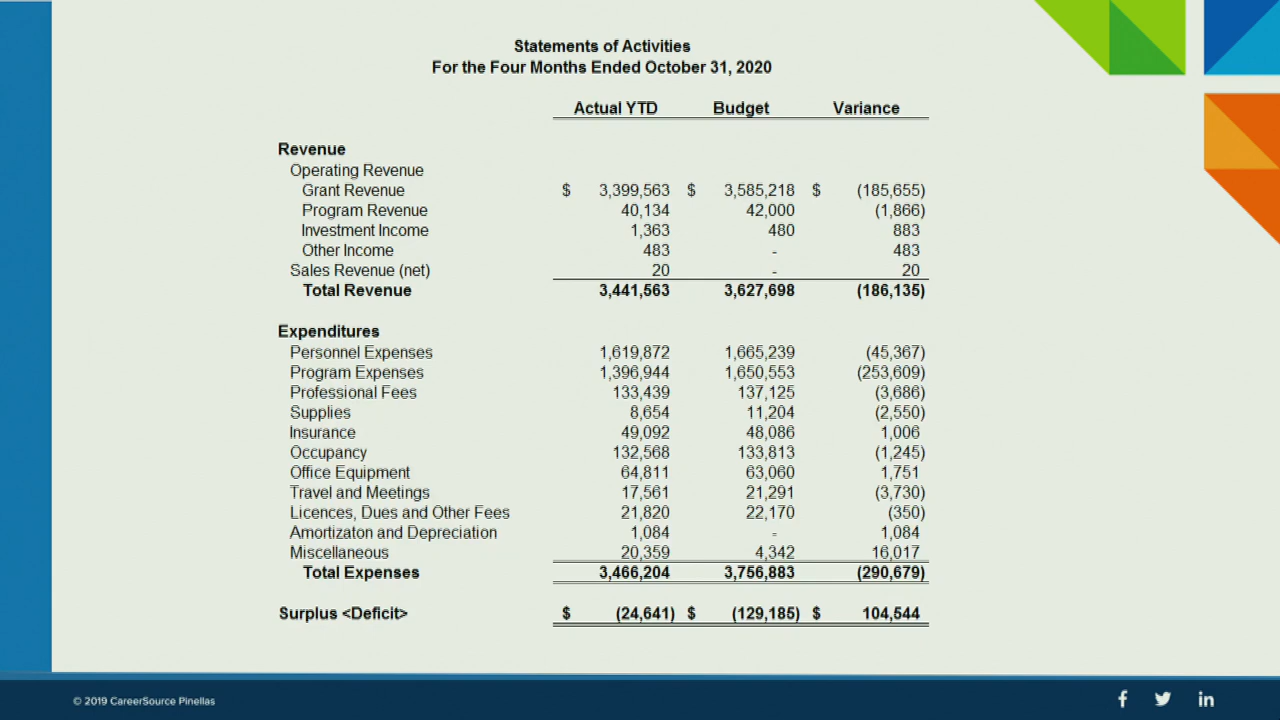 Statements of Activities
For the Four Months Ended October 31, 2020
Actual YTD Budget Variance
Revenue
Operating Revenue
Grant Revenue $ 3,399,563 $ 3,585,218 $ (185,655)
Program Revenue 40,134 42,000 (1,866)
Investment Income 1,363 480 883
Other Income 483 - 483
Sales Revenue (net) 20 - 20
Total Revenue 3,441,563 3,627,698 (186,135)
Expenditures
Personnel Expenses 1,619,872 1,665,239 (45,367)
Program Expenses 1,396,944 1,650,553 (253,609)
Professional Fees 133,439 137,125 (3,686)
Supplies 8,654 11,204 (2,550)
Insurance 49,092 48,086 1,006
Occupancy 132,568 133,813 (1,245)
Office Equipment 64,811 63,060 1,751
Travel and Meetings 17,561 21,291 (3,730)
Licences, Dues and Other Fees 21,820 22,170 (350)
Amortizaton and Depreciation 1,084 - 1,084
Miscellaneous 20,359 4,342 16,017
Total Expenses 3,466,204 3,756,883 (290,679)
Surplus <Deficit> $ (24,641) $ (129,185) $ 104,544
© 2019 CareerSource Pinellas